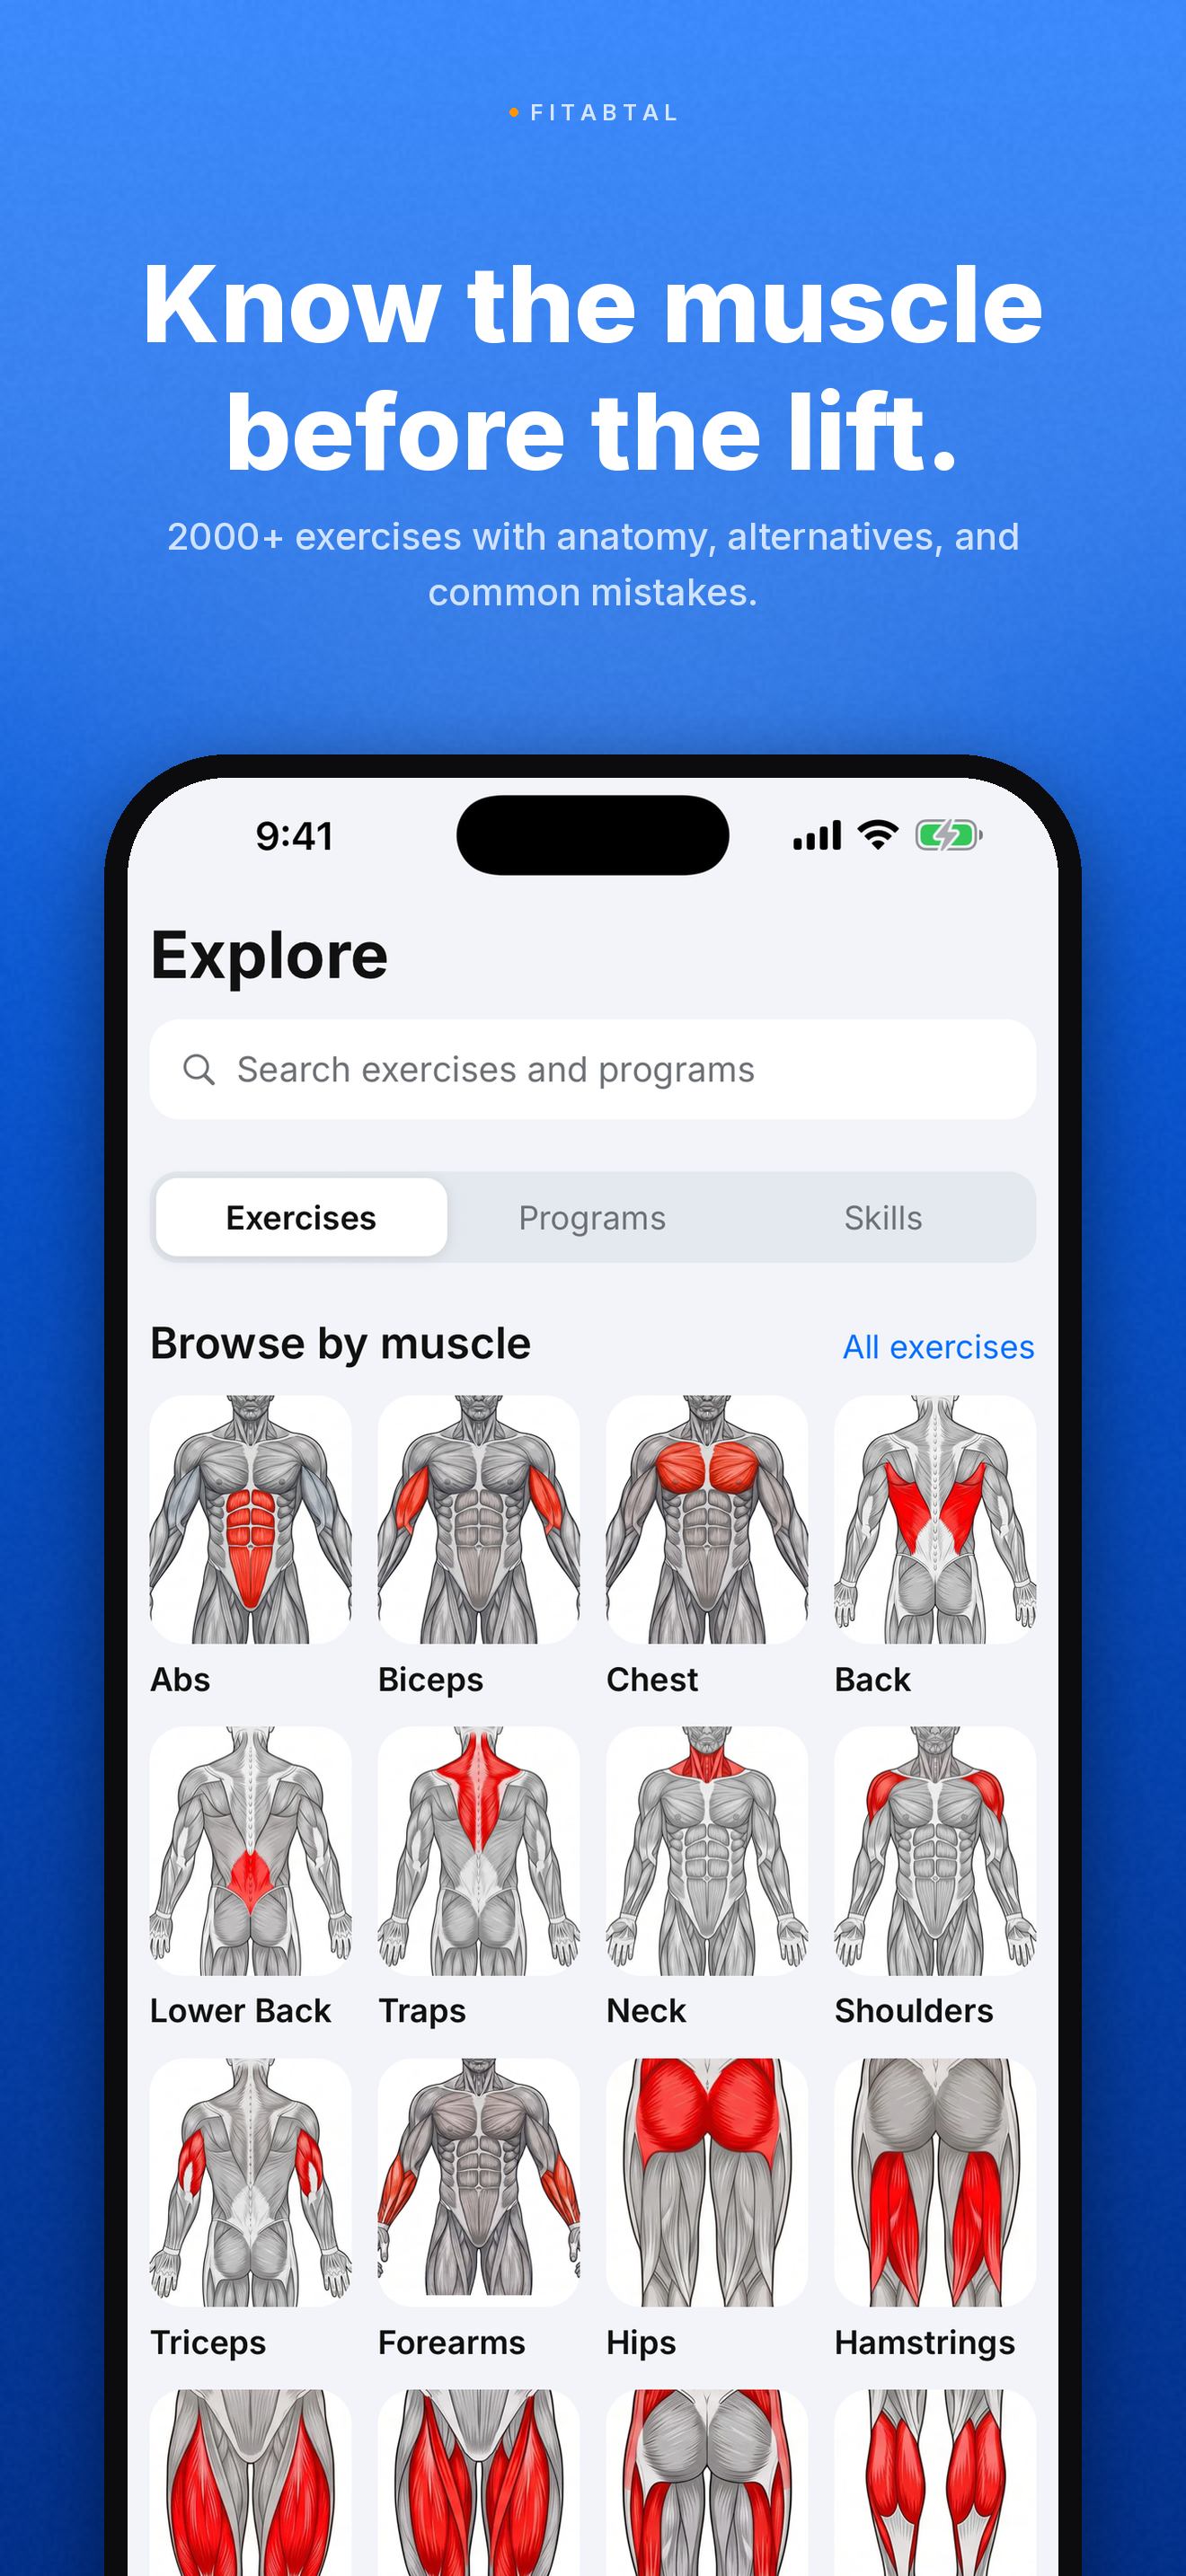 FITABTAL
Know the muscle
before the lift.
2000+ exercises with anatomy, alternatives, and
common mistakes.
9:41
Explore
Search exercises and programs
Exercises Programs Skills
Browse by muscle All exercises
Abs Biceps Chest Back
Lower Back Traps Neck Shoulders
Triceps Forearms Hips Hamstrings